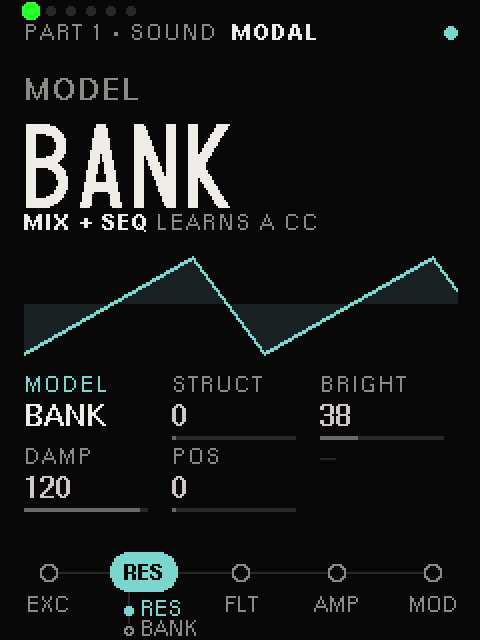 PART 1 · SOUND MODAL
MODEL
BANK
MIX + SEQ LEARNS A CC
MODEL STRUCT BRIGHT
BANK 0 38
DAMP POS —
120 0
RES
EXC RES FLT AMP MOD
BANK